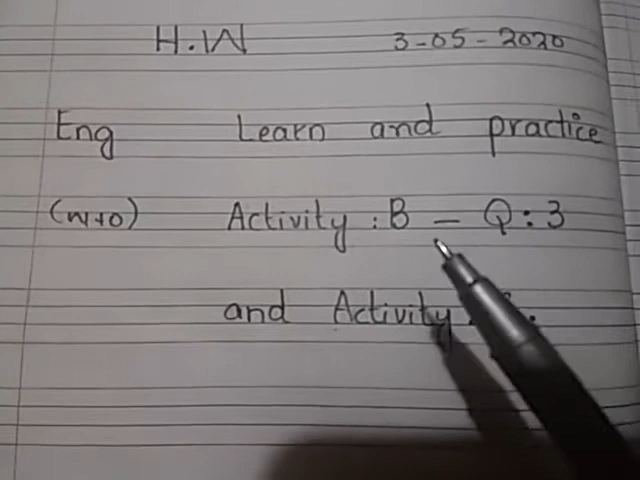 H.W 3-05-2020
Eng Learn and practice
Activity : B - Q : 3
and Activity